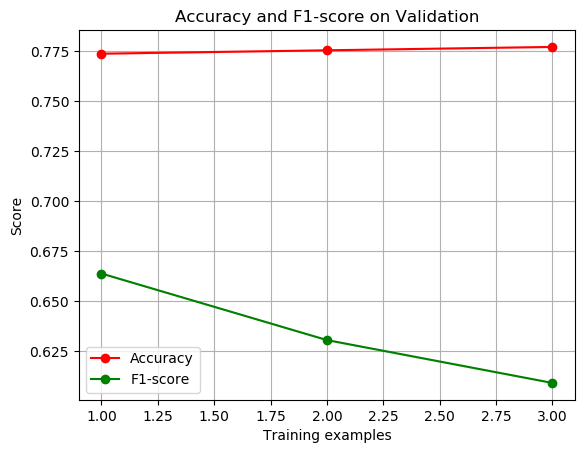 Accuracy and F1-score on Validation
0.775
0.750
0.725
0.700
0.675
0.650
0.625
Score
Accuracy
F1-score
1.00 1.25 1.50 1.75 2.00 2.25 2.50 2.75 3.00
Training examples